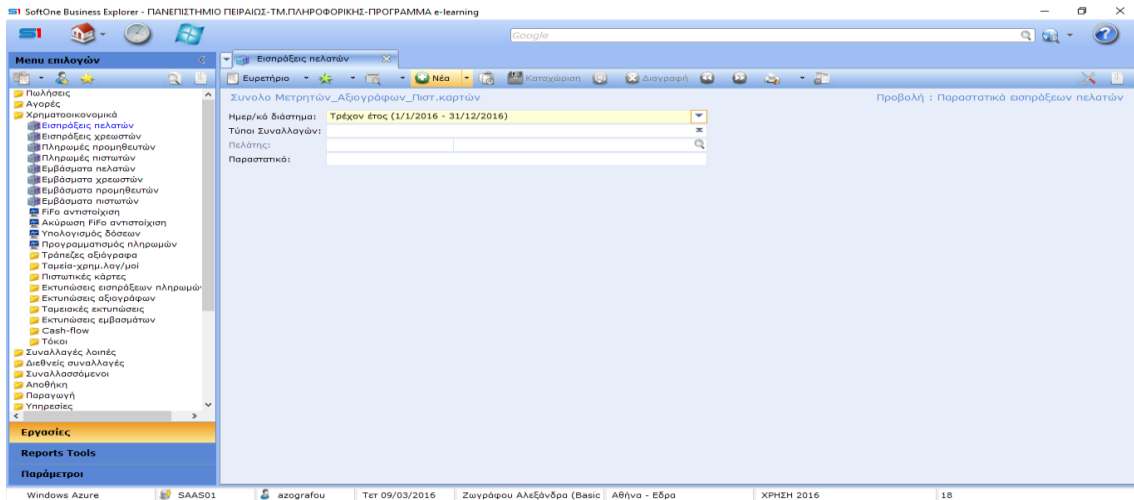 S1 SoftOne Business Explorer - ΠΑΝΕΠΙΣΤΗΜΙΟ ΠΕΙΡΑΙΩΣ-ΤΜ.ΠΛΗΡΟΦΟΡΙΚΗΣ-ΠΡΟΓΡΑΜΜΑ e-learning
S1 Google
Menu επιλογών
Εισπράξεις πελατών
Ευρετήριο Νέα Καταχώριση Διαγραφή
Συνολο Μετρητών_Αξιογράφων_Πιστ.καρτών
Προβολή : Παραστατικά εισπράξεων πελατών
Ημερ/κό διάστημα: Τρέχον έτος (1/1/2016 - 31/12/2016)
Τύποι Συναλλαγών:
Πελάτης:
Παραστατικό:
Πωλήσεις
Αγορές
Χρηματοοικονομικά
Εισπράξεις πελατών
Εισπράξεις χρεωστών
Πληρωμές προμηθευτών
Πληρωμές πιστωτών
Εμβάσματα πελατών
Εμβάσματα χρεωστών
Εμβάσματα προμηθευτών
Εμβάσματα πιστωτών
FiFo αντιστοίχιση
Ακύρωση FiFo αντιστοίχιση
Υπολογισμός δόσεων
Προγραμματισμός πληρωμών
Τράπεζες αξιόγραφα
Ταμεία-χρημ.λογ/μοί
Πιστωτικές κάρτες
Εκτυπώσεις εισπράξεων πληρωμώ
Εκτυπώσεις αξιογράφων
Ταμειακές εκτυπώσεις
Εκτυπώσεις εμβασμάτων
Cash-flow
Τόκοι
Συναλλαγές λοιπές
Διεθνείς συναλλαγές
Συναλλασσόμενοι
Αποθήκη
Παραγωγή
Υπηρεσίες
Εργασίες
Reports Tools
Παράμετροι
Windows Azure SAAS01 azografou Τετ 09/03/2016 Ζωγράφου Αλεξάνδρα (Basic Αθήνα - Εδρα ΧΡΗΣΗ 2016 18